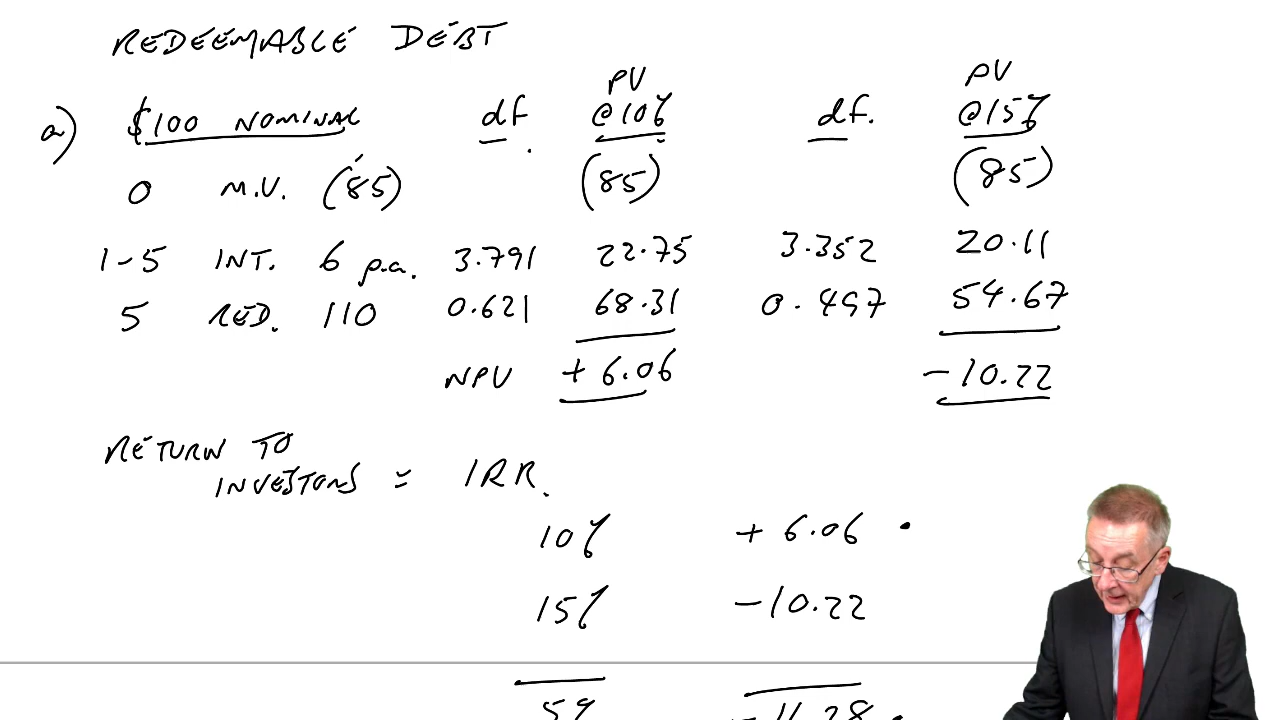 REDEEMABLE DEBT
PV PV
a) $100 NOMINAL df @10% df. @15%
0 M.V. (85) (85) (85)
1-5 INT. 6 p.a. 3.791 22.75 3.352 20.11
5 RED. 110 0.621 68.31 0.497 54.67
NPV +6.06 -10.22
RETURN TO
INVESTORS = IRR.
10% +6.06
15% -10.22